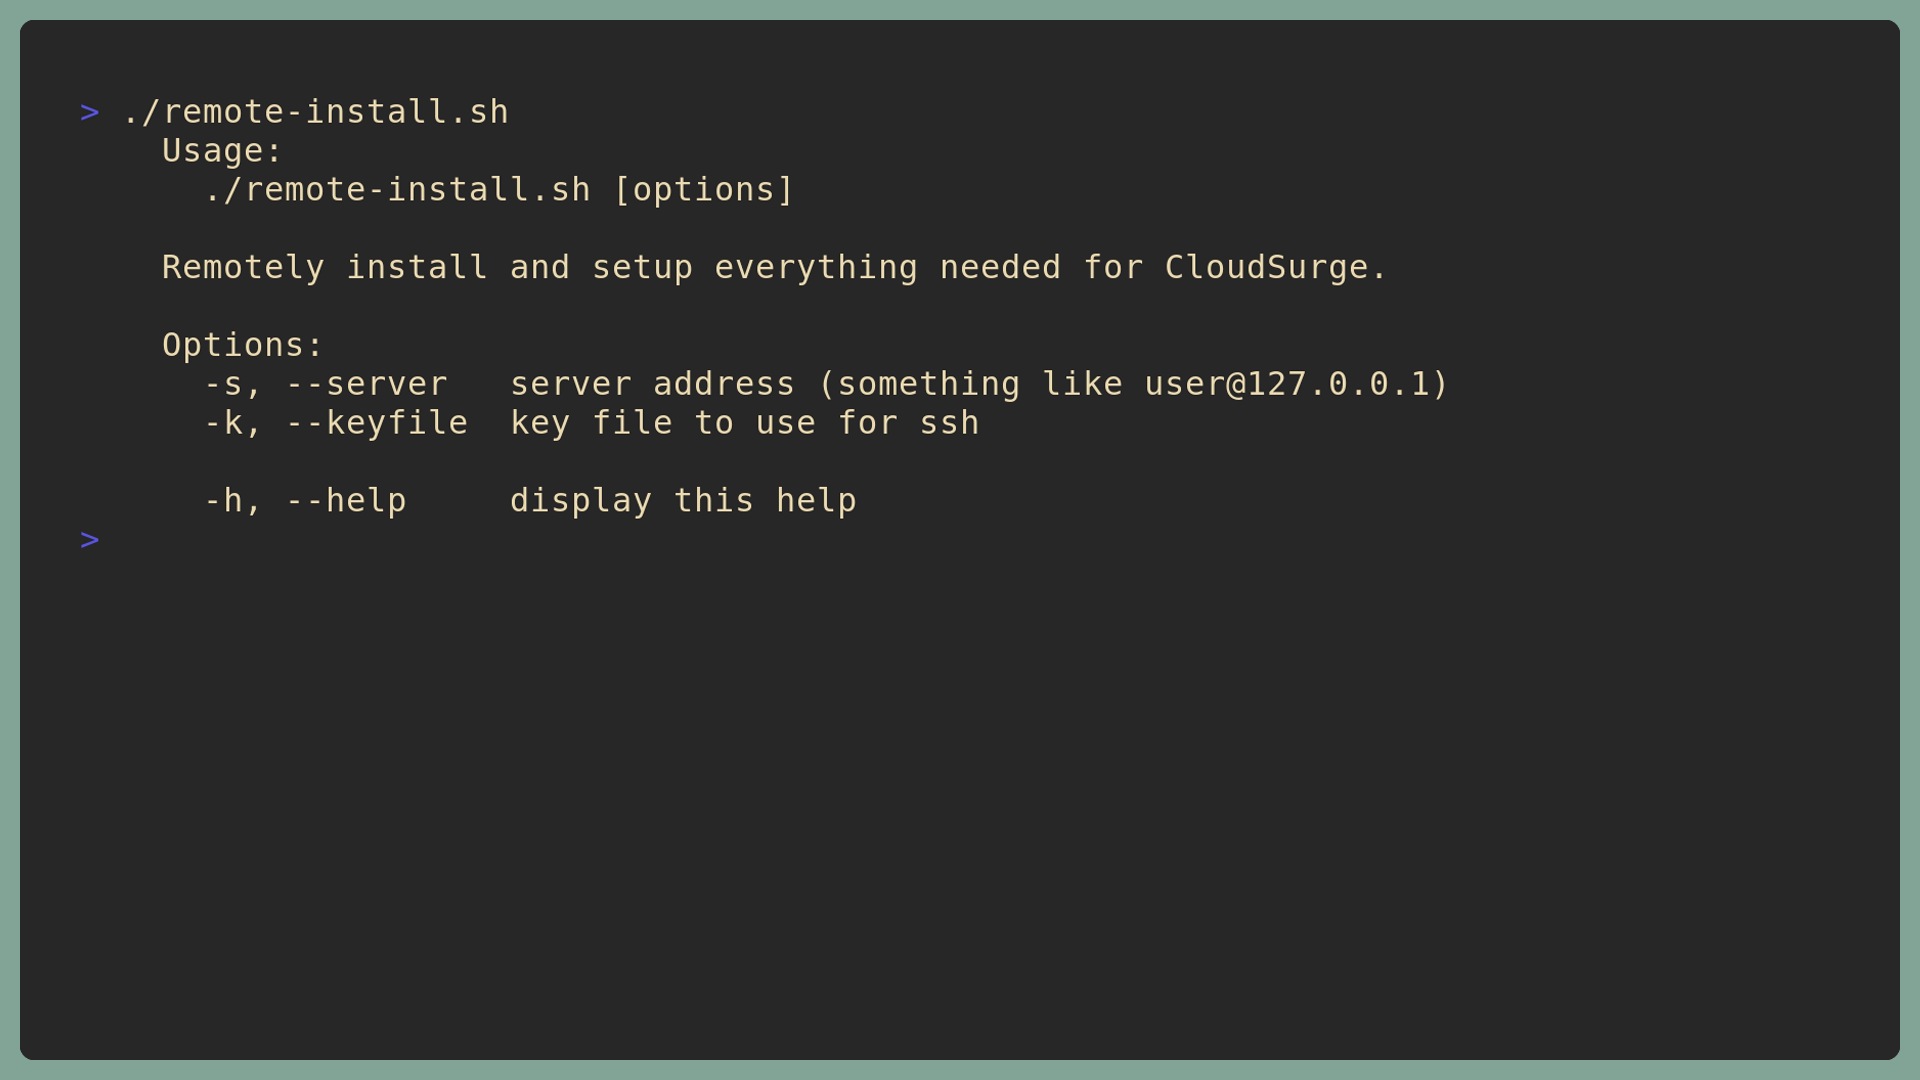 > ./remote-install.sh
Usage:
./remote-install.sh [options]
Remotely install and setup everything needed for CloudSurge.
Options:
-s, --server   server address (something like user@127.0.0.1)
-k, --keyfile  key file to use for ssh
-h, --help     display this help
>